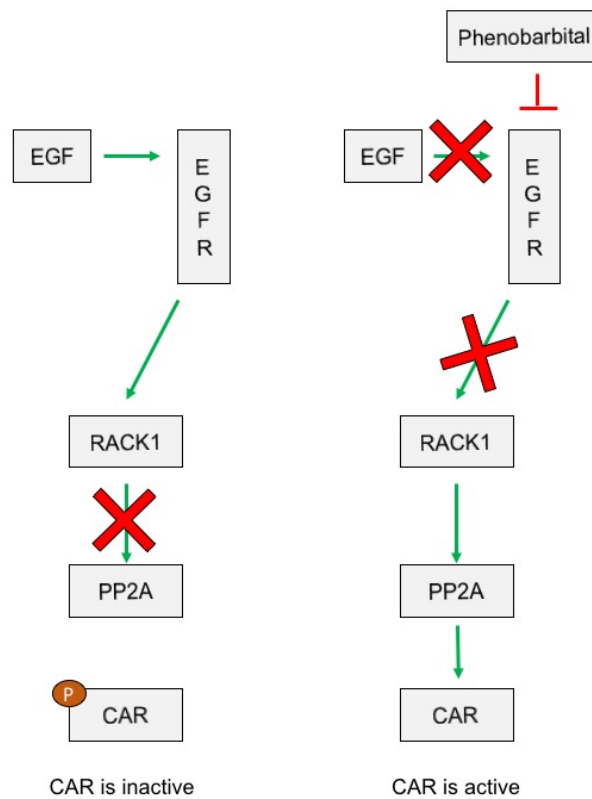 Phenobarbital
EGF
E
G
F
R
EGF
E
G
F
R
RACK1
RACK1
PP2A
PP2A
P
CAR
CAR
CAR is inactive
CAR is active